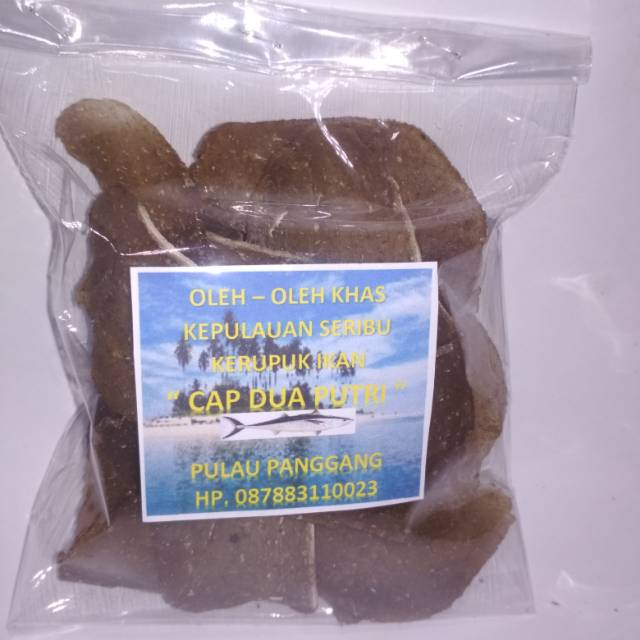 OLEH – OLEH KHAS
KEPULAUAN SERIBU
KERUPUK IKAN
“ CAP DUA PUTRI ”
PULAU PANGGANG
HP. 087883110023